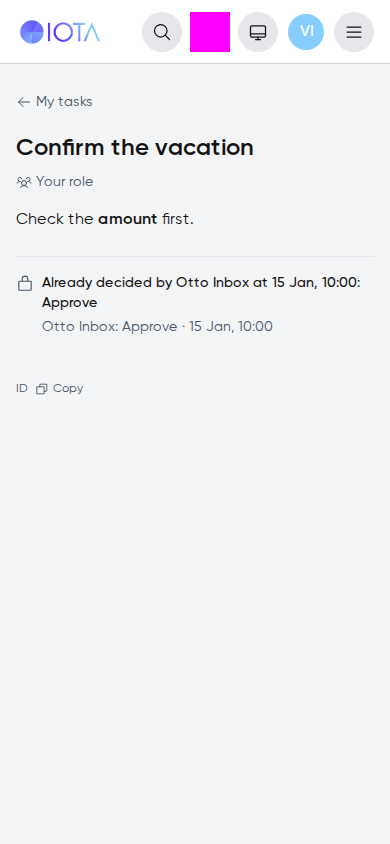 IOTA
VI
My tasks
Confirm the vacation
Your role
Check the amount first.
Already decided by Otto Inbox at 15 Jan, 10:00:
Approve
Otto Inbox: Approve · 15 Jan, 10:00
ID Copy